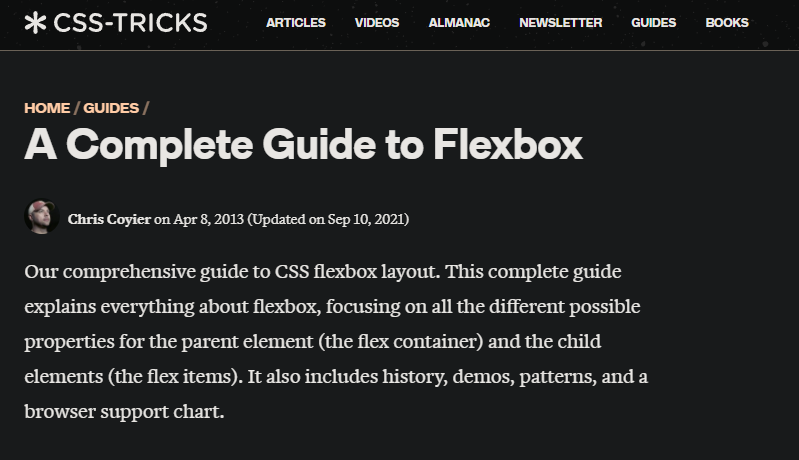 CSS-TRICKS ARTICLES VIDEOS ALMANAC NEWSLETTER GUIDES BOOKS
HOME / GUIDES /
A Complete Guide to Flexbox
Chris Coyier on Apr 8, 2013 (Updated on Sep 10, 2021)
Our comprehensive guide to CSS flexbox layout. This complete guide
explains everything about flexbox, focusing on all the different possible
properties for the parent element (the flex container) and the child
elements (the flex items). It also includes history, demos, patterns, and a
browser support chart.